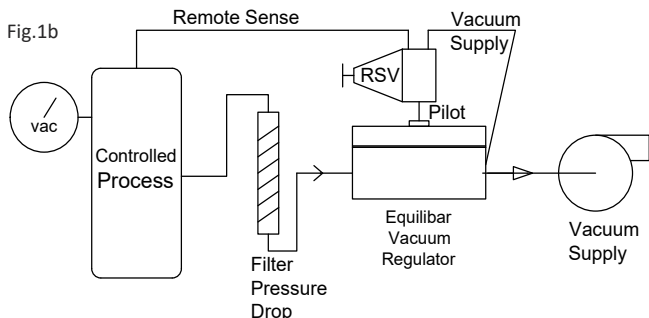 Fig.1b
Remote Sense
Vacuum
Supply
RSV
Pilot
vac
Controlled
Process
Filter
Pressure
Drop
Equilibar
Vacuum
Regulator
Vacuum
Supply